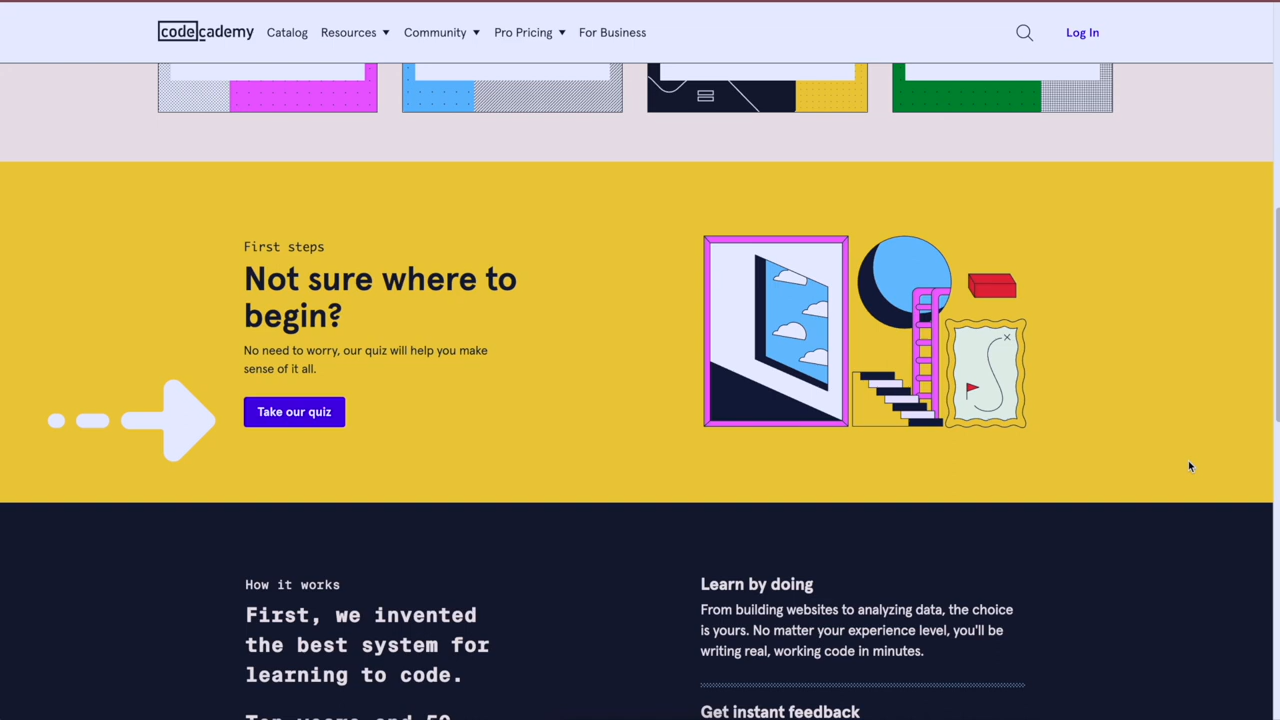 codecademy Catalog Resources Community Pro Pricing For Business Log In
First steps
Not sure where to
begin?
No need to worry, our quiz will help you make
sense of it all.
Take our quiz
How it works
First, we invented
the best system for
learning to code.
Ten years and 50
Learn by doing
From building websites to analyzing data, the choice
is yours. No matter your experience level, you'll be
writing real, working code in minutes.
Get instant feedback